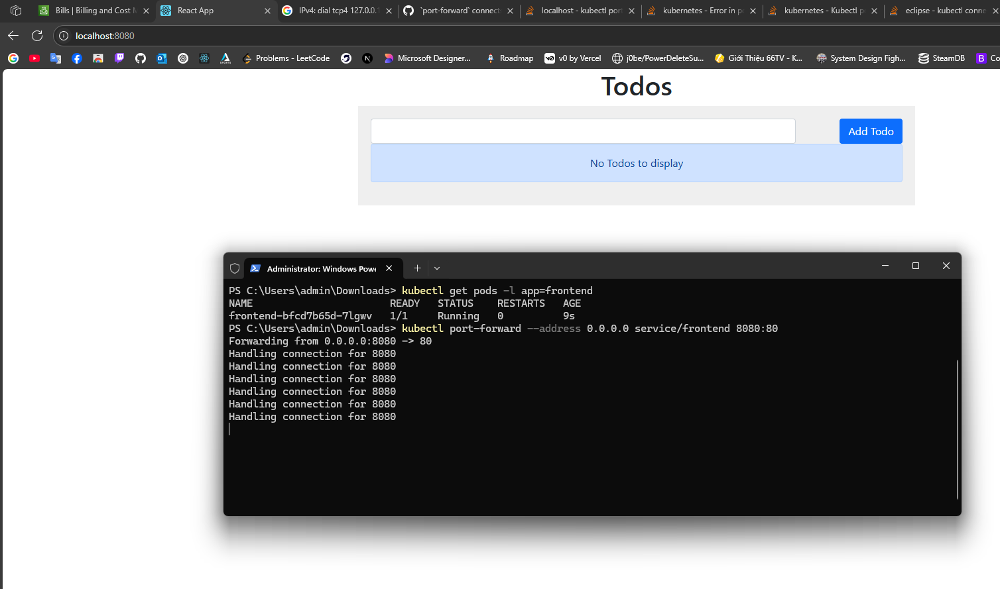 Bills | Billing and Cost M
React App
IPv4: dial tcp4 127.0.0.1
`port-forward` connect
localhost - kubectl port
kubernetes - Error in p
kubernetes - Kubectl p
eclipse - kubectl conne
localhost:8080
Problems - LeetCode
Microsoft Designer...
Roadmap
v0 by Vercel
j0be/PowerDeleteSu...
Giới Thiệu 66TV - K...
System Design Figh...
SteamDB
Co
Todos
Add Todo
No Todos to display
Administrator: Windows Powe
PS C:\Users\admin\Downloads> kubectl get pods -l app=frontend
NAME READY STATUS RESTARTS AGE
frontend-bfcd7b65d-7lgwv 1/1 Running 0 9s
PS C:\Users\admin\Downloads> kubectl port-forward --address 0.0.0.0 service/frontend 8080:80
Forwarding from 0.0.0.0:8080 -> 80
Handling connection for 8080
Handling connection for 8080
Handling connection for 8080
Handling connection for 8080
Handling connection for 8080
Handling connection for 8080